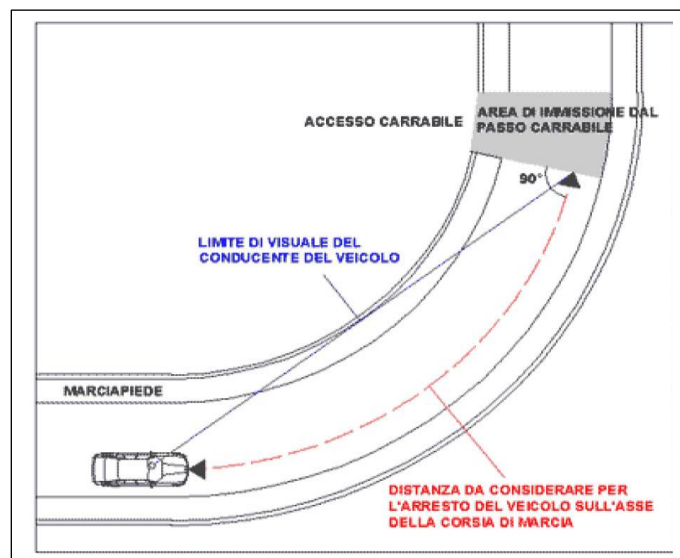 ACCESSO CARRABILE
AREA DI IMMISSIONE DAL
PASSO CARRABILE
90°
LIMITE DI VISUALE DEL
CONDUCENTE DEL VEICOLO
MARCIAPIEDE
DISTANZA DA CONSIDERARE PER
L'ARRESTO DEL VEICOLO SULL'ASSE
DELLA CORSIA DI MARCIA